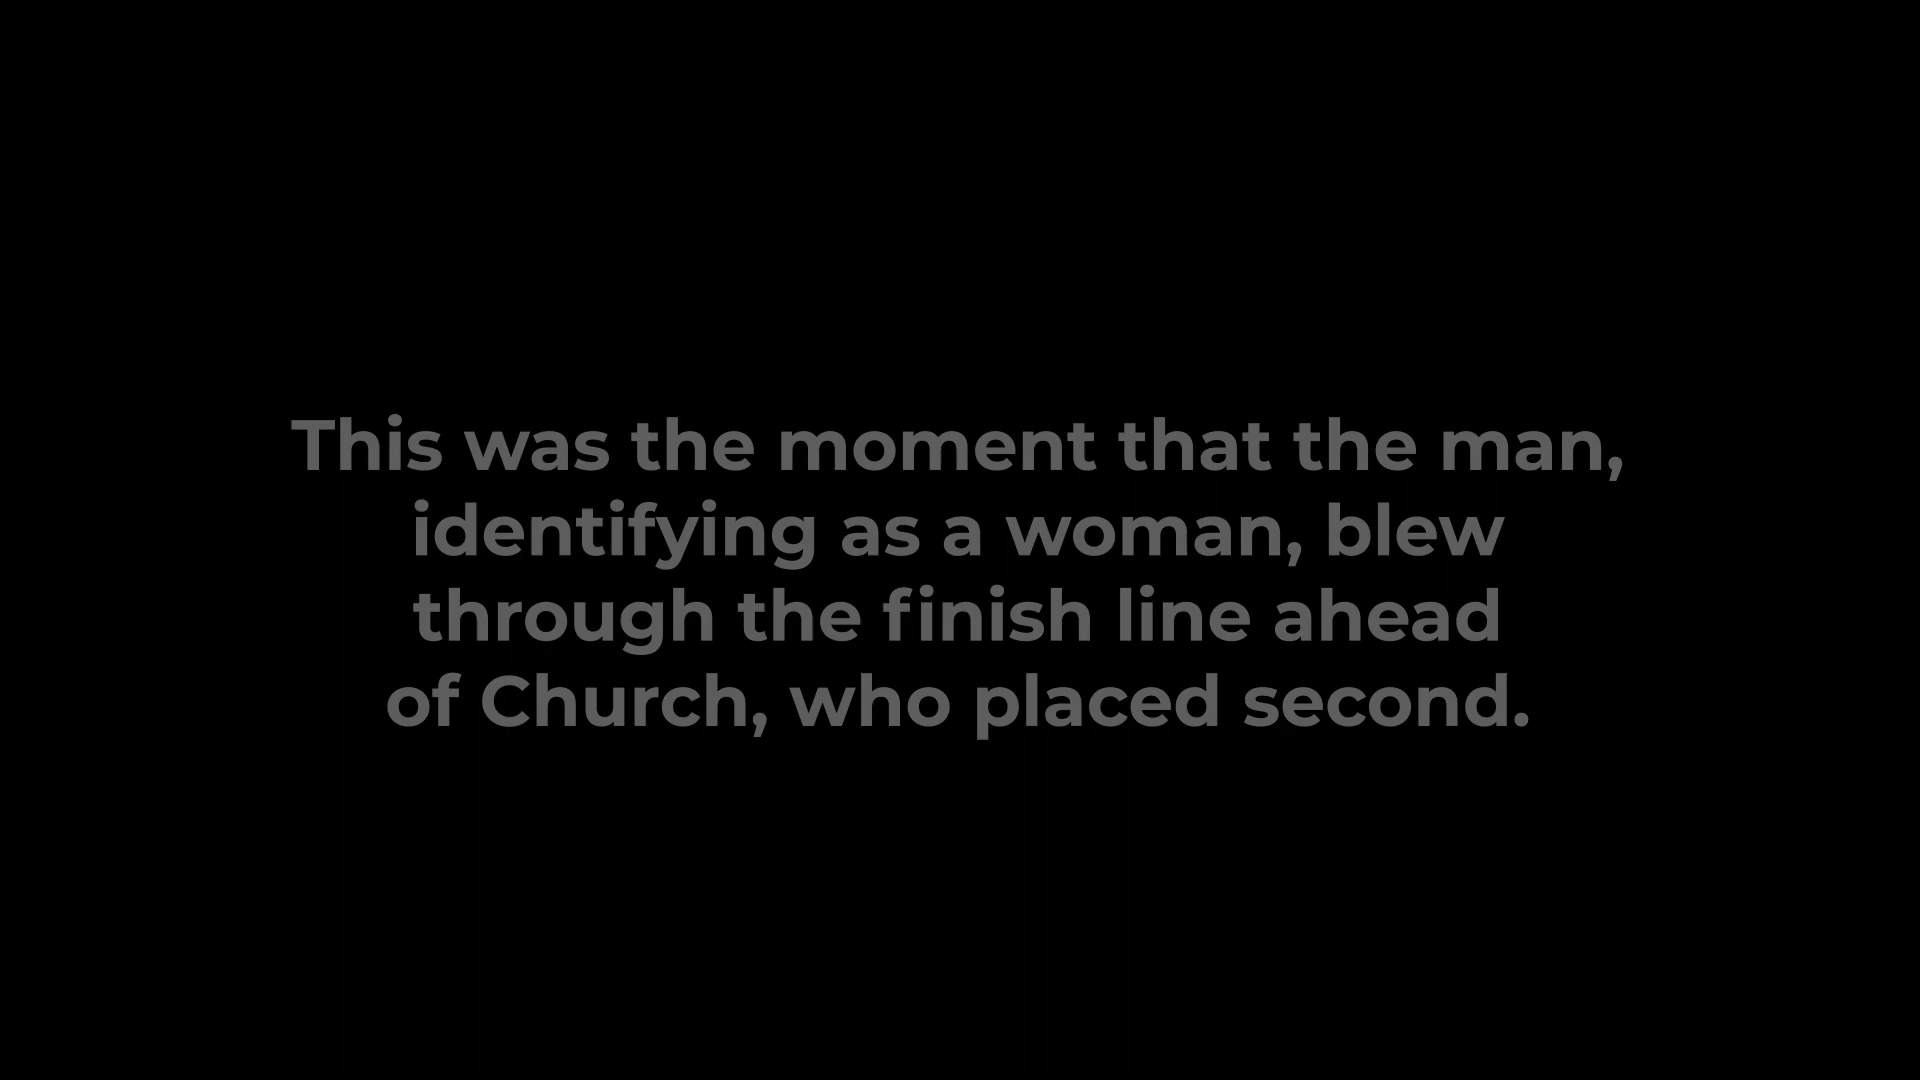 This was the moment that the man,
identifying as a woman, blew
through the finish line ahead
of Church, who placed second.